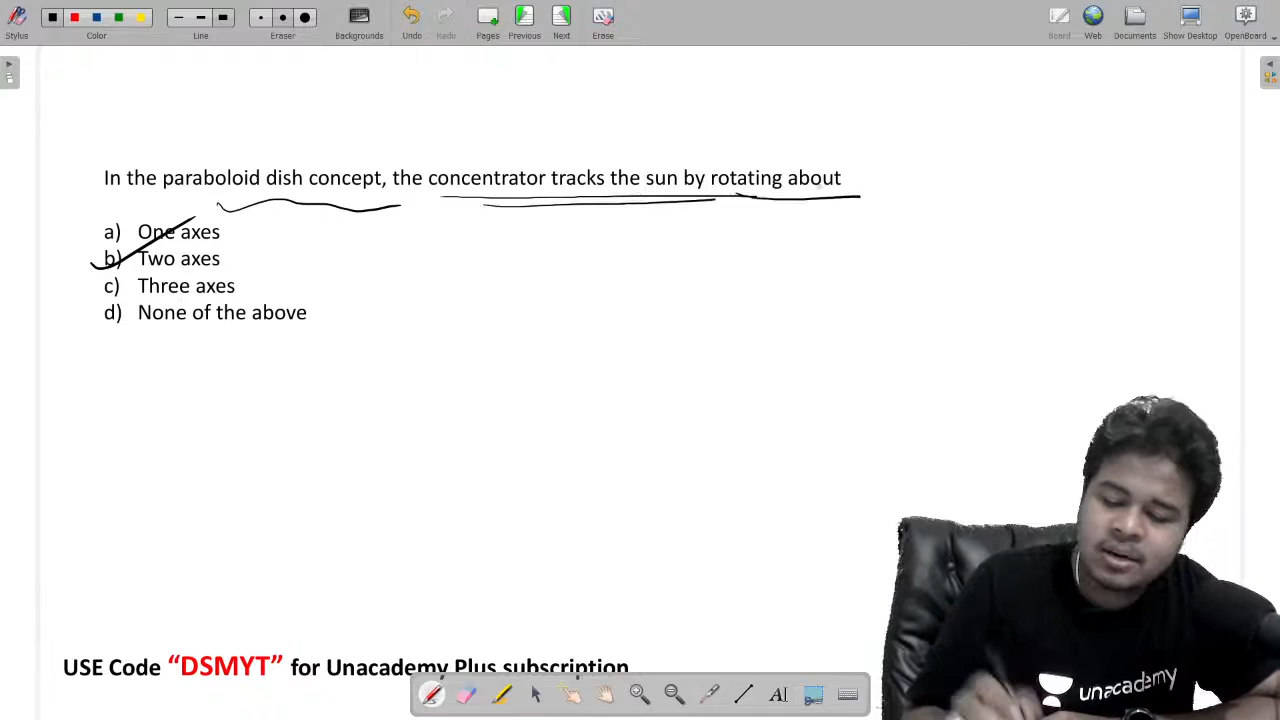 Stylus
Color
Line
Eraser
Backgrounds
Undo
Redo
Pages
Previous
Next
Erase
Board
Web
Documents
Show Desktop
OpenBoard
In the paraboloid dish concept, the concentrator tracks the sun by rotating about
a) One axes
b) Two axes
c) Three axes
d) None of the above
USE Code “DSMYT” for Unacademy Plus subscription
unacademy